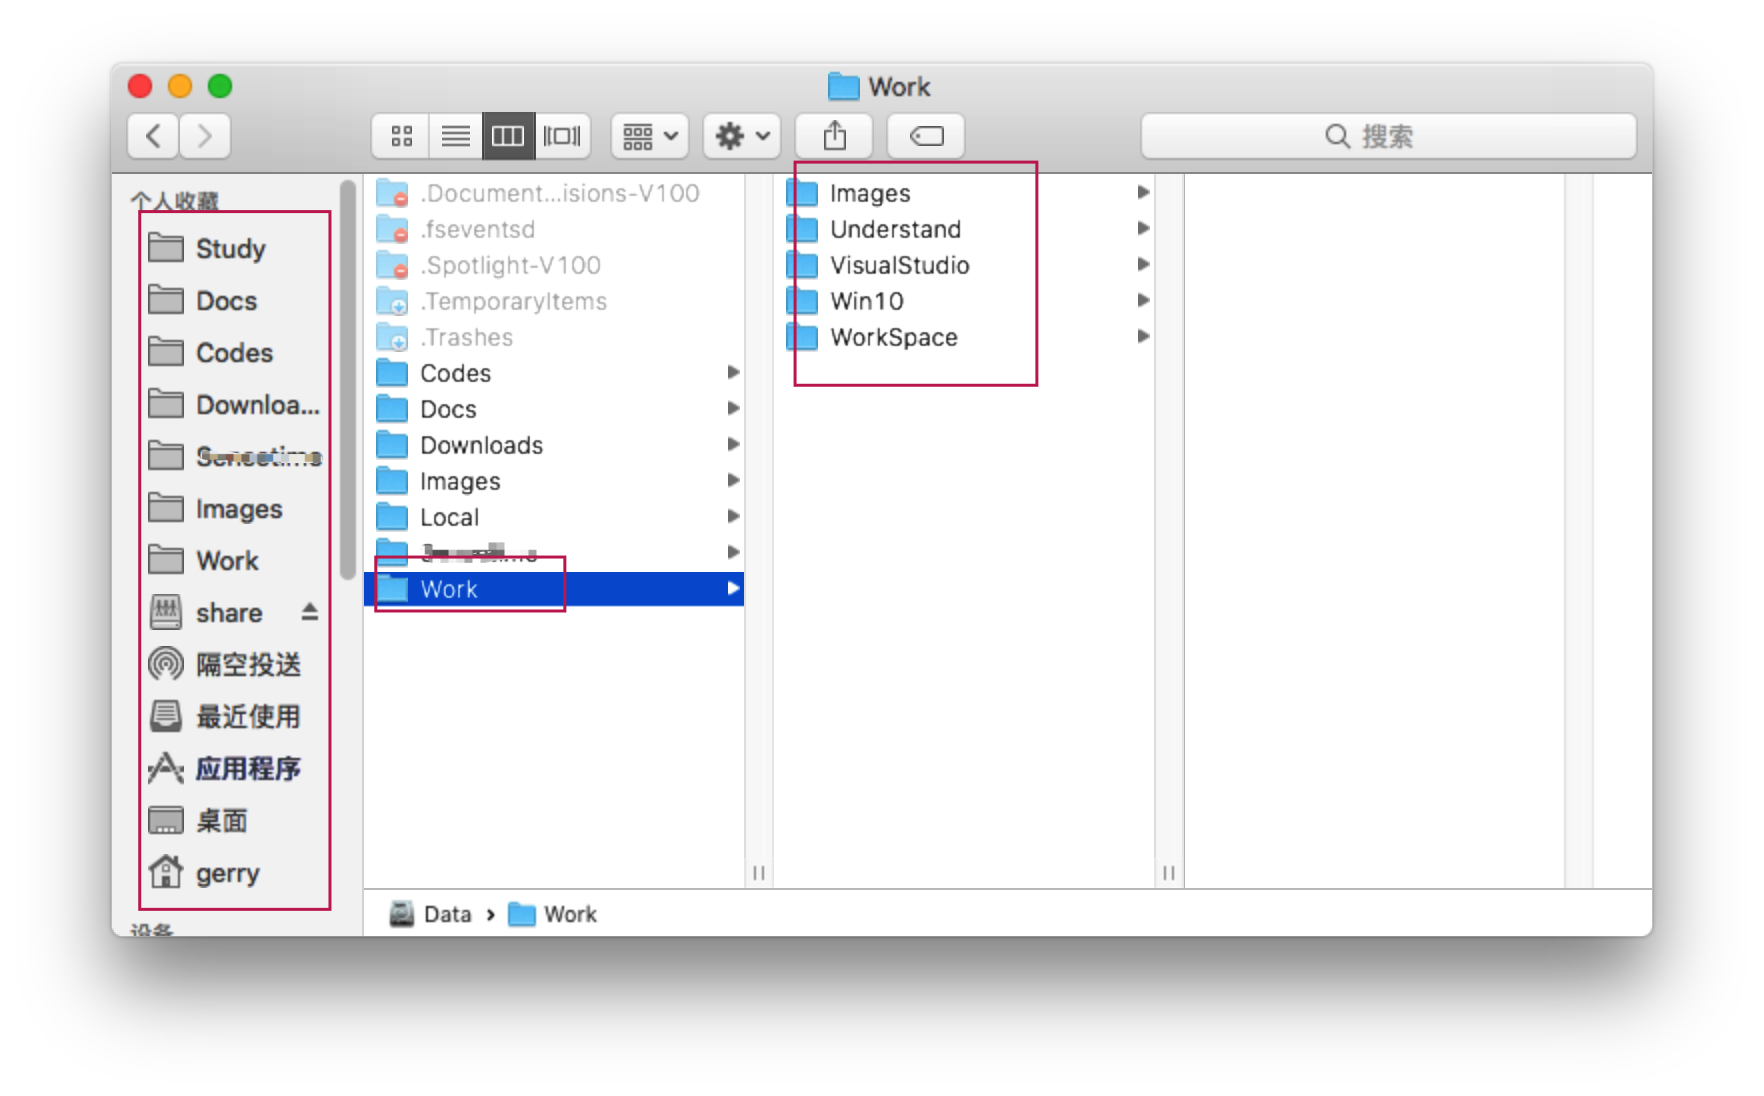 Work
搜索
个人收藏
Study
Docs
Codes
Downloa...
Images
Work
share
隔空投送
最近使用
应用程序
桌面
gerry
设备
.Document...isions-V100
.fseventsd
.Spotlight-V100
.TemporaryItems
.Trashes
Codes
Docs
Downloads
Images
Local
Work
Images
Understand
VisualStudio
Win10
WorkSpace
Data › Work